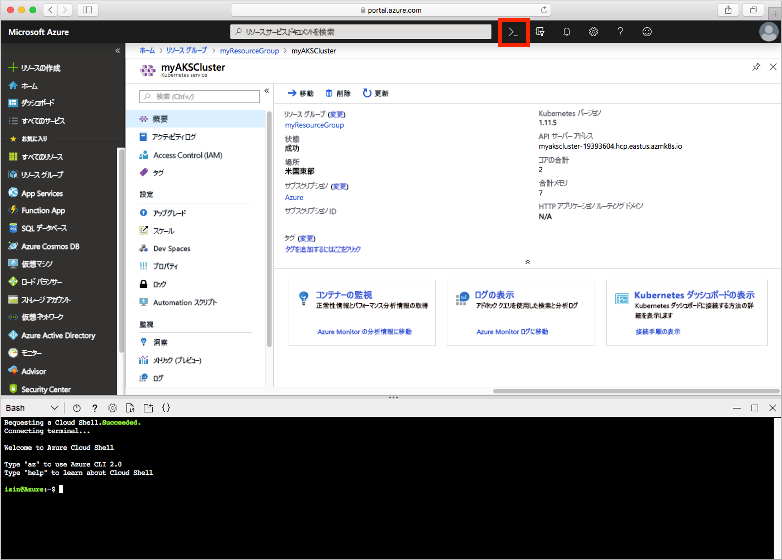 portal.azure.com
Microsoft Azure
リソースサービスドキュメントを検索
ホーム > リソース グループ > myResourceGroup > myAKSCluster
myAKSCluster
Kubernetes service
リソースの作成
ホーム
ダッシュボード
すべてのサービス
お気に入り
すべてのリソース
リソース グループ
App Services
Function App
SQL データベース
Azure Cosmos DB
仮想マシン
ロード バランサー
ストレージ アカウント
仮想ネットワーク
Azure Active Directory
モニター
Advisor
Security Center
検索 (Ctrl+/)
概要
アクティビティログ
Access Control (IAM)
タグ
設定
アップグレード
スケール
Dev Spaces
プロパティ
ロック
Automation スクリプト
監視
洞察
メトリック (プレビュー)
ログ
移動
削除
更新
リソース グループ (変更)
myResourceGroup
状態
成功
場所
米国東部
サブスクリプション (変更)
Azure
サブスクリプション ID
タグ (変更)
タグを追加するにはここをクリック
Kubernetes バージョン
1.11.5
API サーバー アドレス
myakscluster-19393604.hcp.eastus.azmk8s.io
コアの合計
2
合計メモリ
7
HTTP アプリケーション ルーティング ドメイン
N/A
コンテナーの監視
正常性情報とパフォーマンス分析情報の取得
Azure Monitor の分析情報に移動
ログの表示
アドホック クエリを使用した検索と分析ログ
Azure Monitor ログに移動
Kubernetes ダッシュボードの表示
Kubernetes ダッシュボードに接続する方法の詳
細を表示します
接続手順の表示
Bash
Requesting a Cloud Shell.Succeeded.
Connecting terminal...
Welcome to Azure Cloud Shell
Type "az" to use Azure CLI 2.0
Type "help" to learn about Cloud Shell
iain@Azure:~$